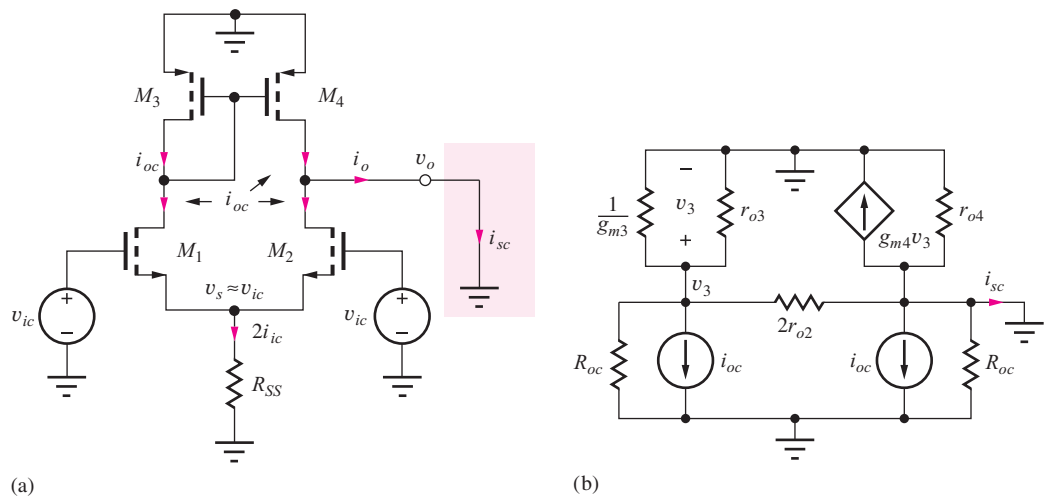 M3
M4
ioc
io
vo
ioc
isc
M1
M2
vs ≈ vic
vic
+
−
vic
+
−
2iic
RSS
(a)
1/gm3
−
v3
+
ro3
gm4v3
ro4
v3
isc
2ro2
Roc
ioc
ioc
Roc
(b)